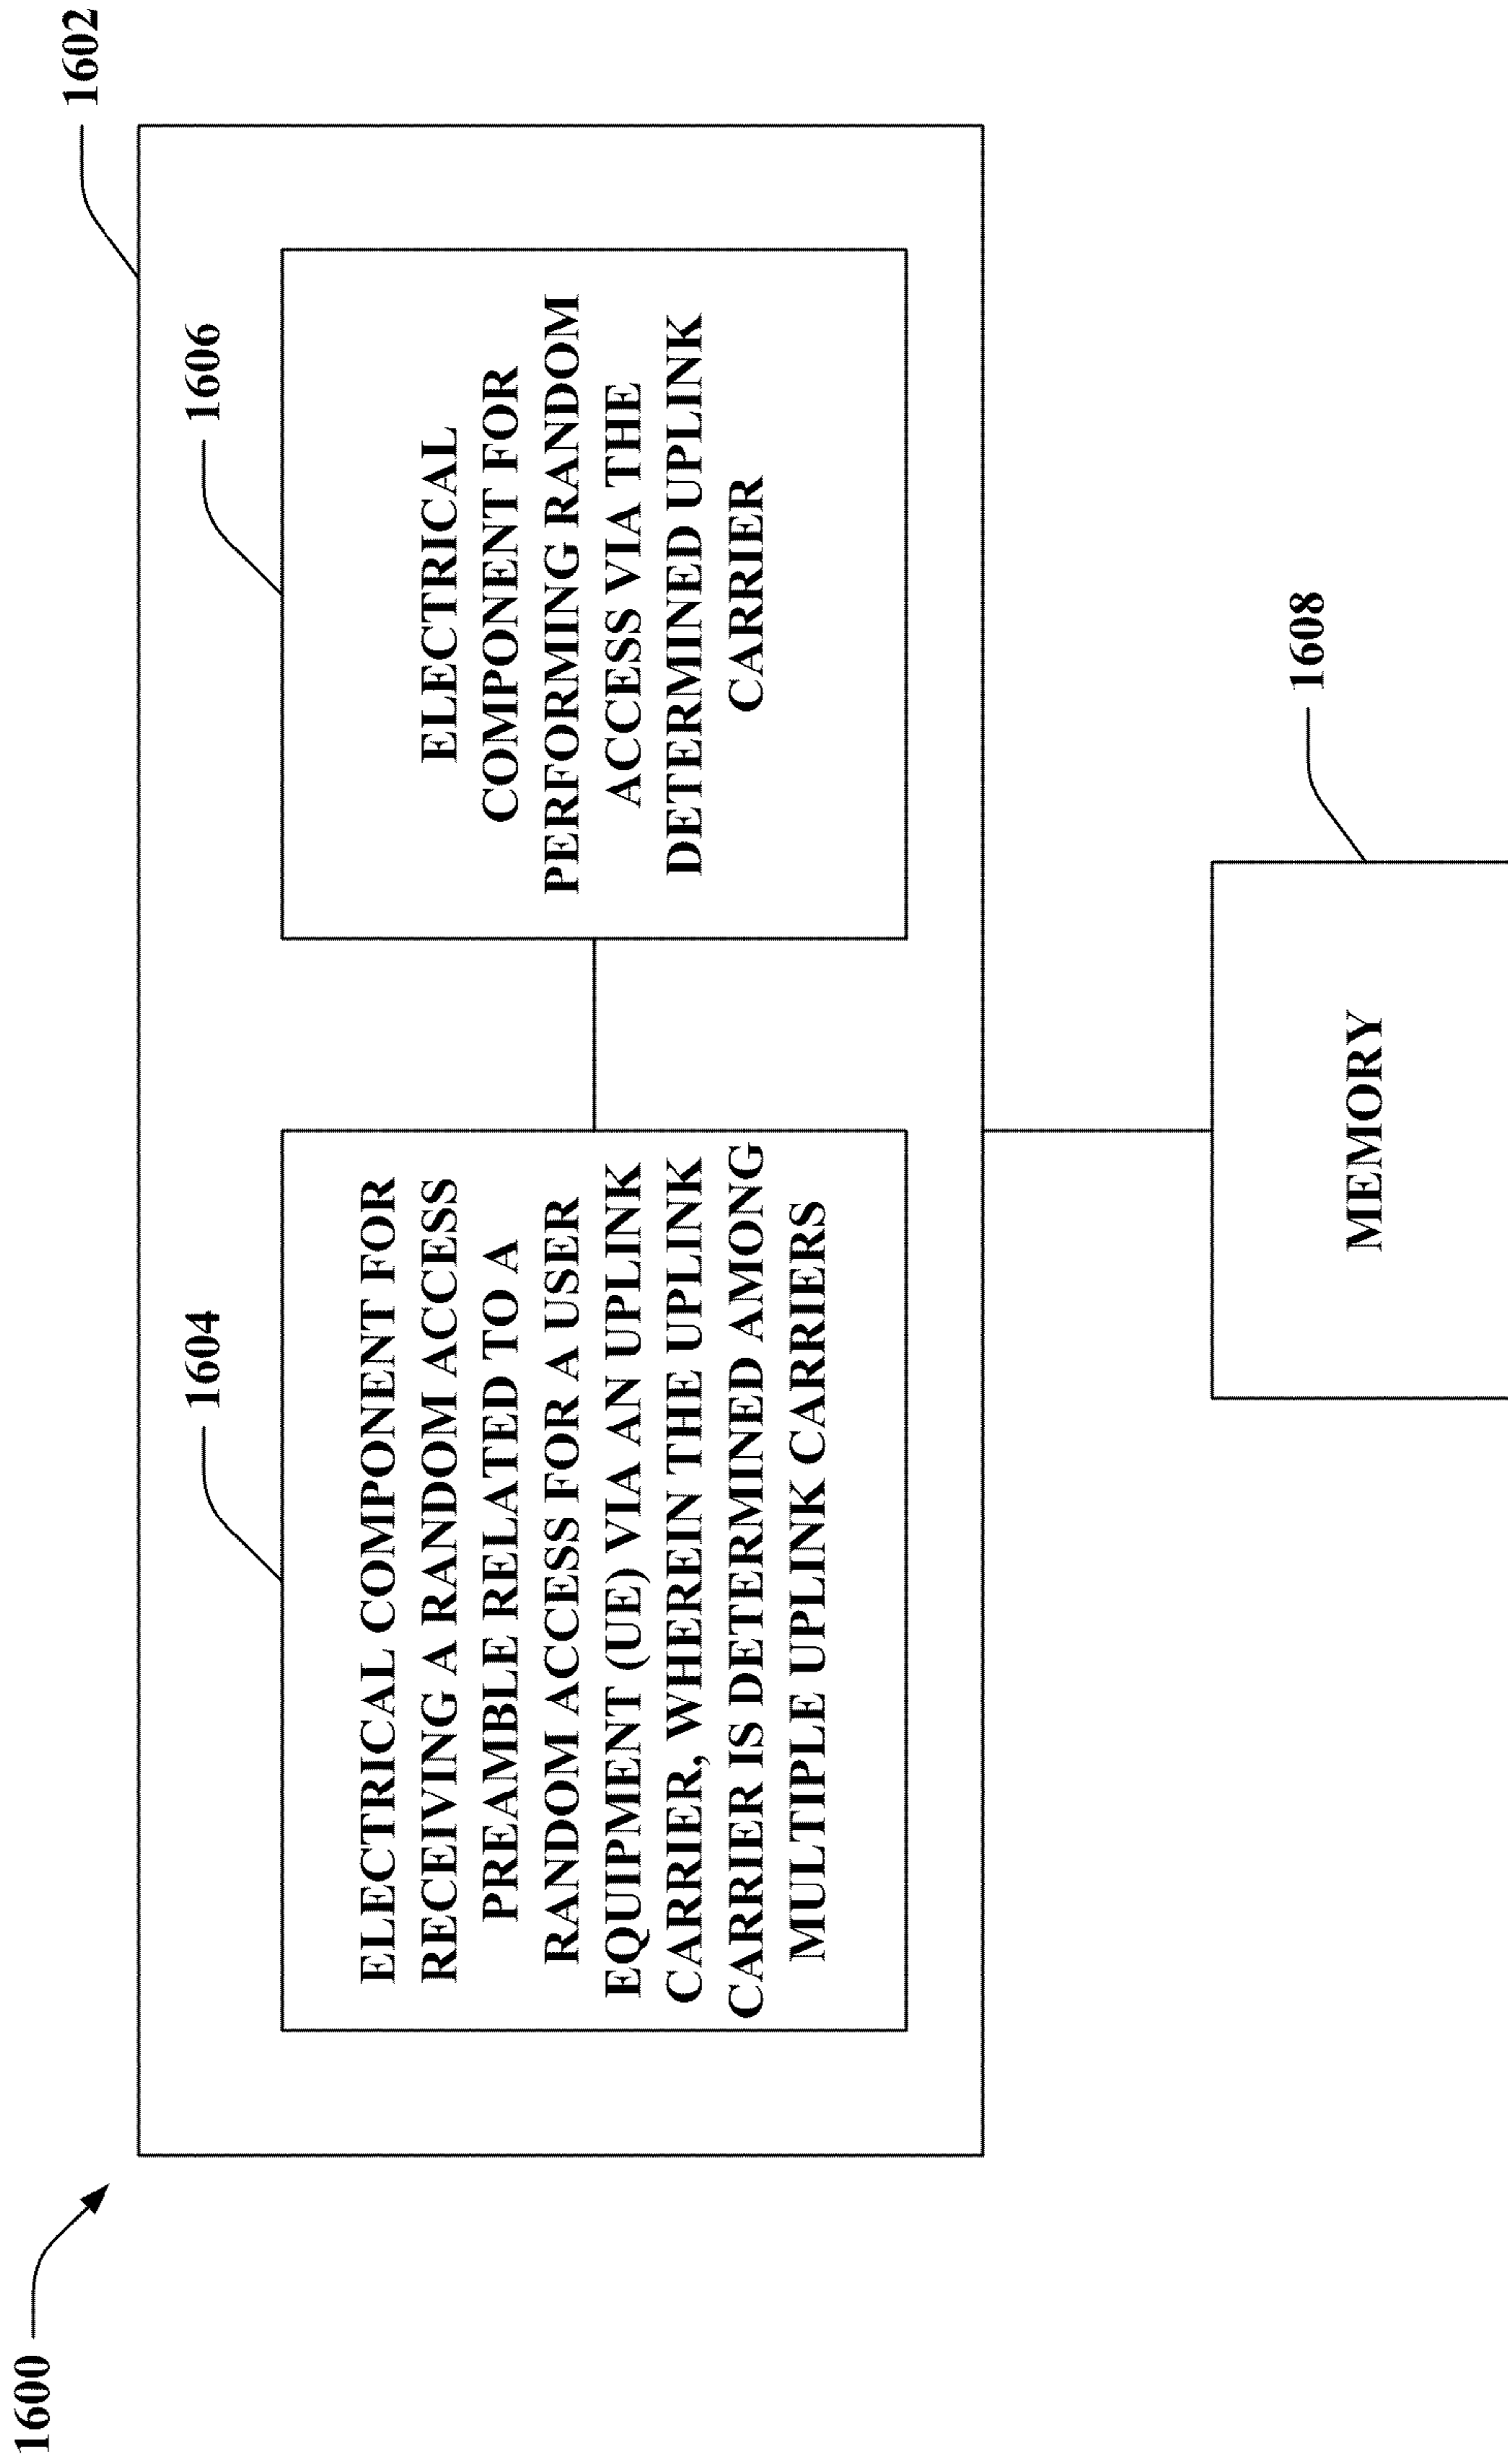 1600
1602
1604
ELECTRICAL COMPONENT FOR
RECEIVING A RANDOM ACCESS
PREAMBLE RELATED TO A
RANDOM ACCESS FOR A USER
EQUIPMENT (UE) VIA AN UPLINK
CARRIER, WHEREIN THE UPLINK
CARRIER IS DETERMINED AMONG
MULTIPLE UPLINK CARRIERS
1606
ELECTRICAL
COMPONENT FOR
PERFORMING RANDOM
ACCESS VIA THE
DETERMINED UPLINK
CARRIER
1608
MEMORY